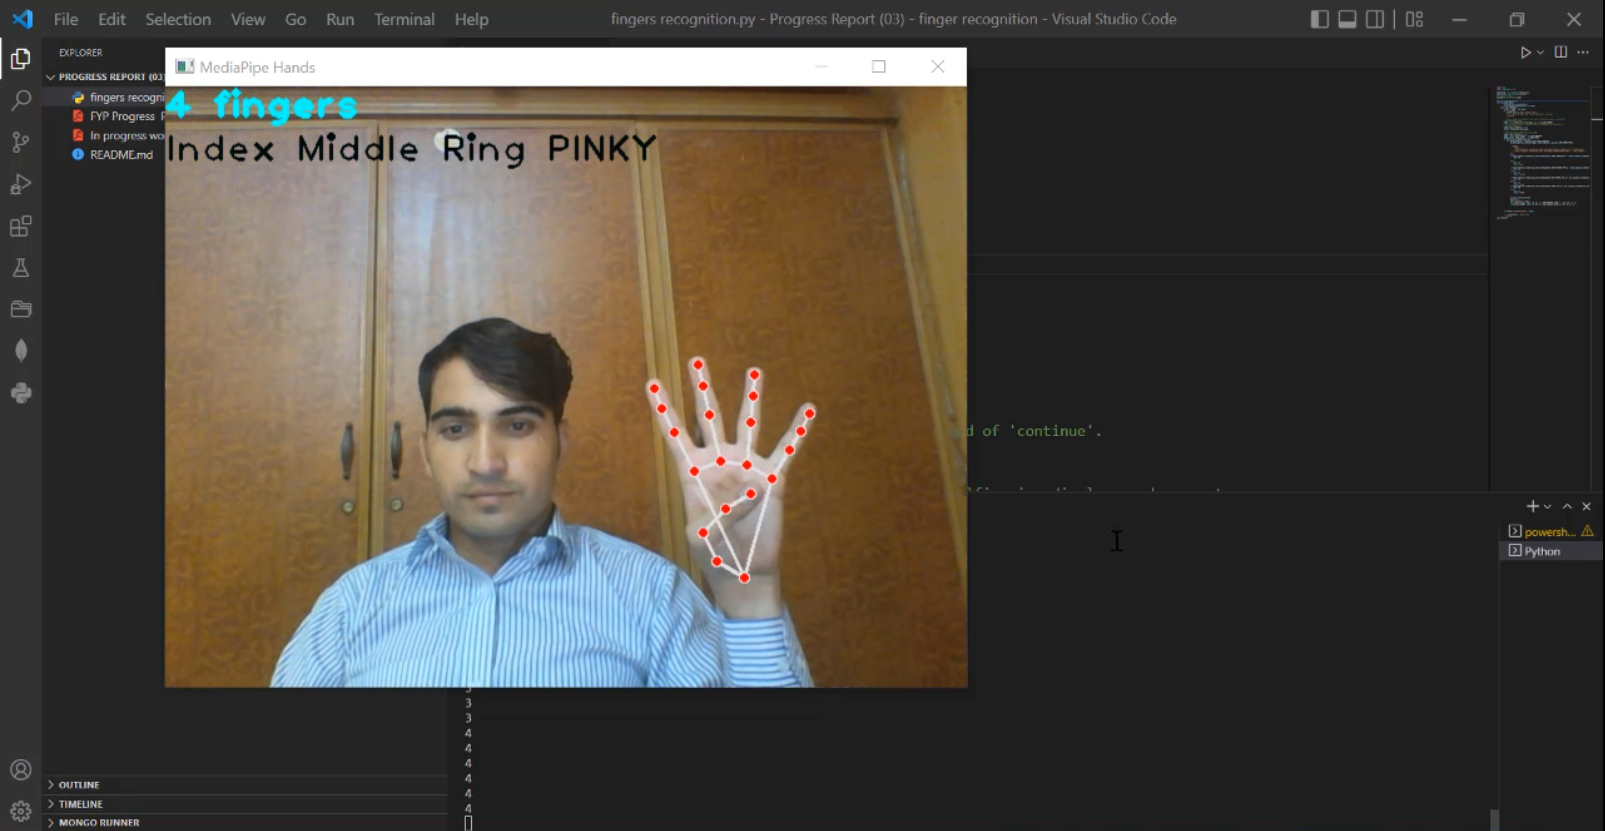 File Edit Selection View Go Run Terminal Help
fingers recognition.py - Progress Report (03) - finger recognition - Visual Studio Code
EXPLORER
PROGRESS REPORT (03)
fingers recogni
FYP Progress
In progress wo
README.md
MediaPipe Hands
4 fingers
Index Middle Ring PINKY
d of 'continue'.
powersh...
Python
3
3
4
4
4
4
4
4
OUTLINE
TIMELINE
MONGO RUNNER